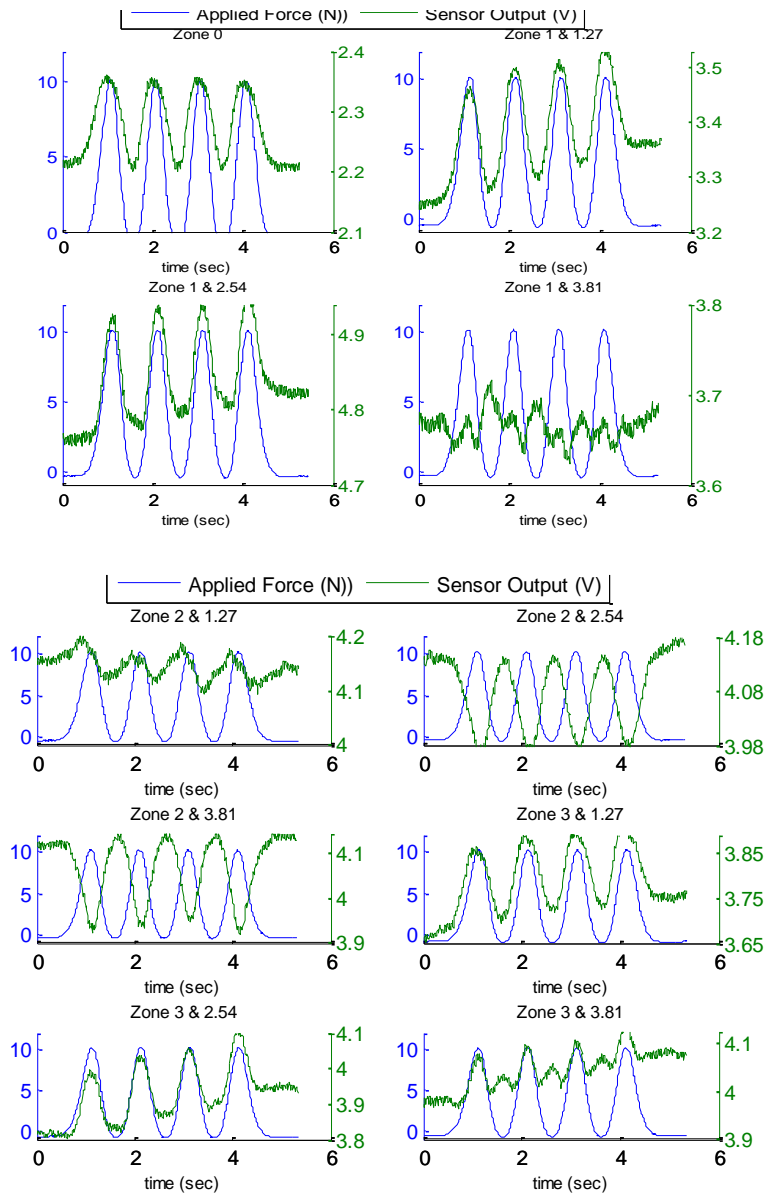 Applied Force (N)) Sensor Output (V)
Zone 0 Zone 1 & 1.27
10 5 0 2.4 2.3 2.2 2.1
0 2 4 6
time (sec)
10 5 0 3.5 3.4 3.3 3.2
0 2 4 6
time (sec)
Zone 1 & 2.54 Zone 1 & 3.81
10 5 0 4.9 4.8 4.7
0 2 4 6
time (sec)
10 5 0 3.8 3.7 3.6
0 2 4 6
time (sec)
Applied Force (N)) Sensor Output (V)
Zone 2 & 1.27 Zone 2 & 2.54
10 5 0 4.2 4.1 4
0 2 4 6
time (sec)
10 5 0 4.18 4.08 3.98
0 2 4 6
time (sec)
Zone 2 & 3.81 Zone 3 & 1.27
10 5 0 4.1 4 3.9
0 2 4 6
time (sec)
10 5 0 3.85 3.75 3.65
0 2 4 6
time (sec)
Zone 3 & 2.54 Zone 3 & 3.81
10 5 0 4.1 4 3.9 3.8
0 2 4 6
time (sec)
10 5 0 4.1 4 3.9
0 2 4 6
time (sec)